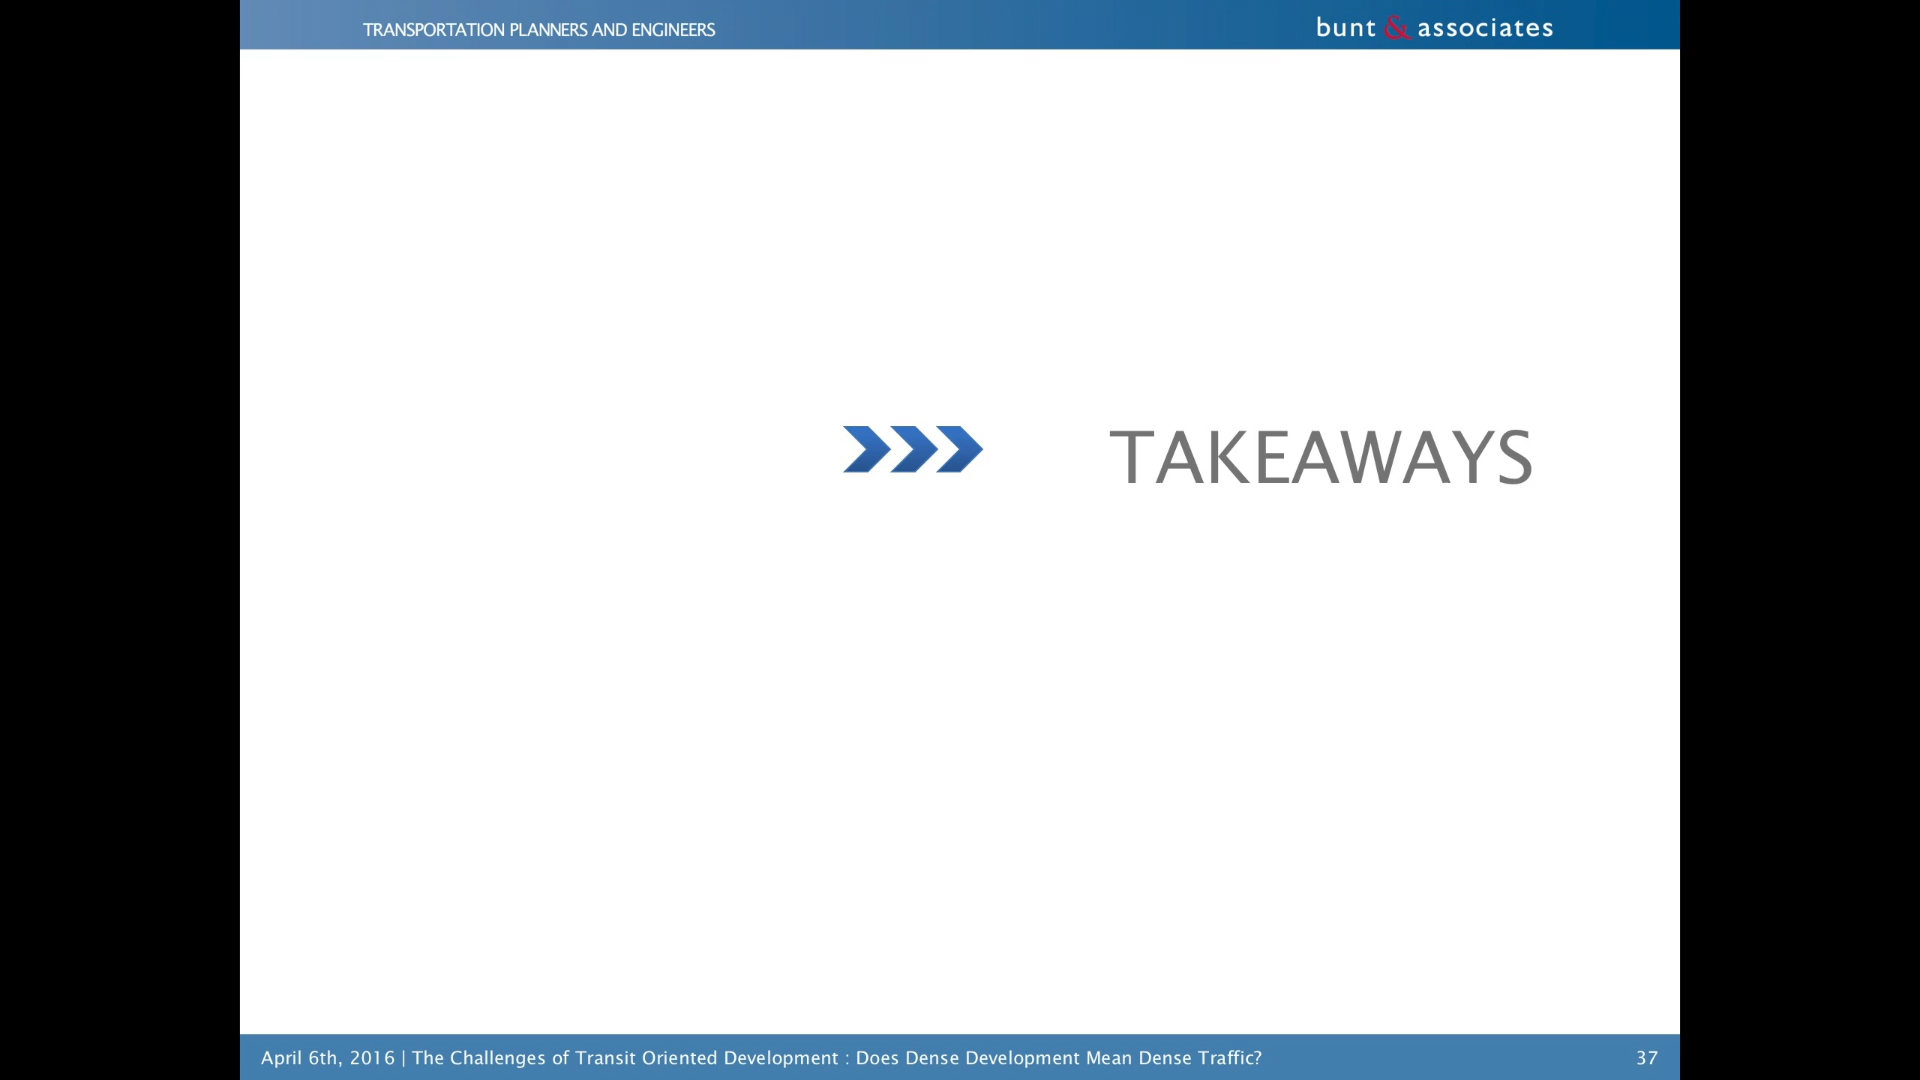 TRANSPORTATION PLANNERS AND ENGINEERS
bunt & associates
TAKEAWAYS
April 6th, 2016 | The Challenges of Transit Oriented Development : Does Dense Development Mean Dense Traffic?
37